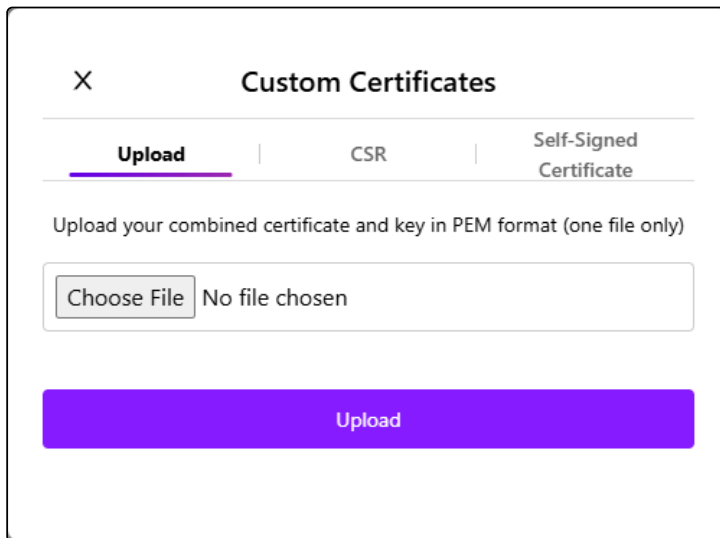 X
Custom Certificates
Upload
CSR
Self-Signed
Certificate
Upload your combined certificate and key in PEM format (one file only)
Choose File No file chosen
Upload